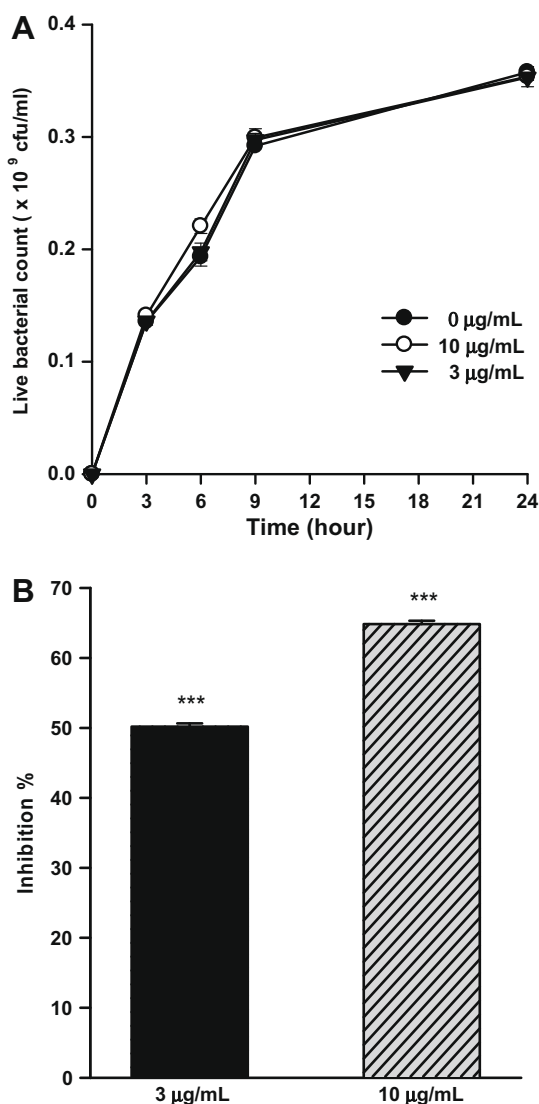 A
0.4
0.3
0.2
0.1
0.0
Live bacterial count ( x 10 9 cfu/ml)
0 µg/mL
10 µg/mL
3 µg/mL
0 3 6 9 12 15 18 21 24
Time (hour)
B
70
60
50
40
30
20
10
0
Inhibition %
***
***
3 µg/mL 10 µg/mL